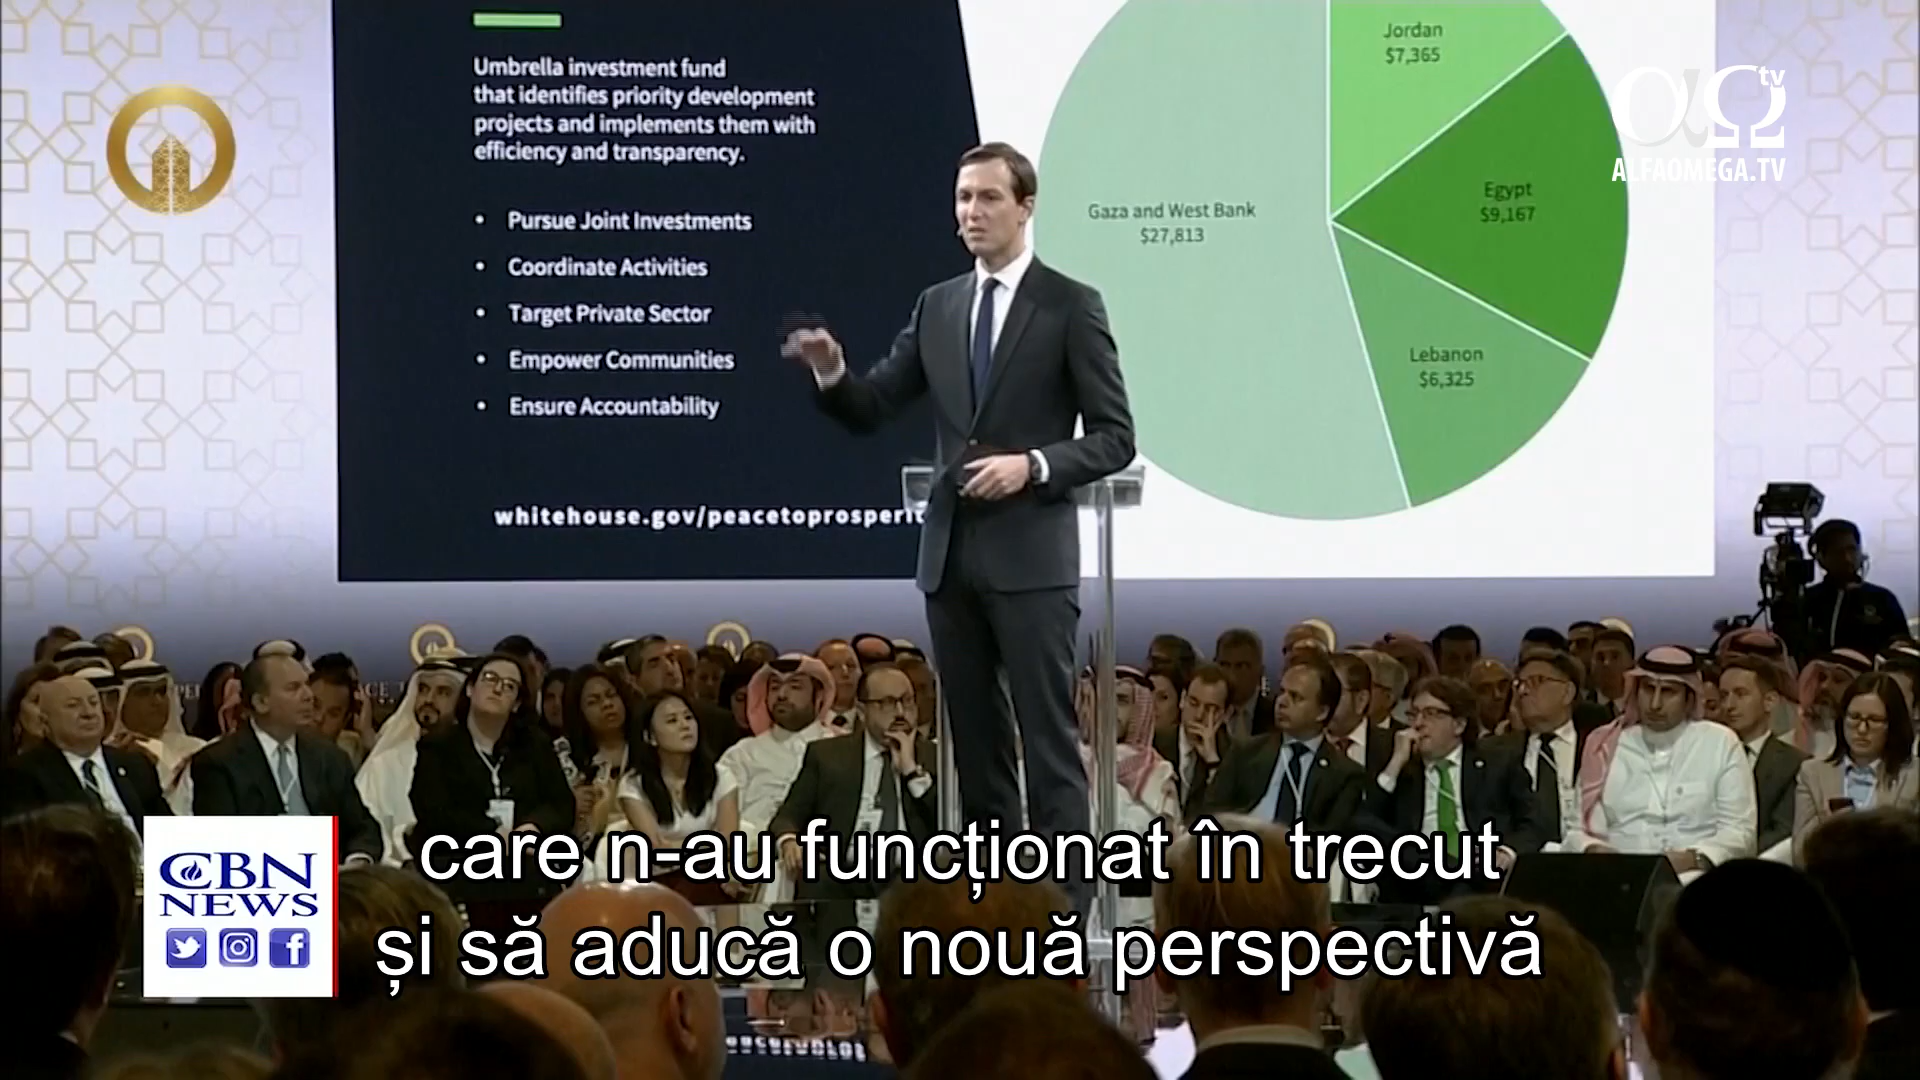 Umbrella investment fund
that identifies priority development
projects and implements them with
efficiency and transparency.
• Pursue Joint Investments
• Coordinate Activities
• Target Private Sector
• Empower Communities
• Ensure Accountability
whitehouse.gov/peacetoprosperit
Jordan
$7,365
Egypt
$9,167
Gaza and West Bank
$27,813
Lebanon
$6,325
tv
ALFAOMEGA.TV
CBN
NEWS
care n-au funcționat în trecut
și să aducă o nouă perspectivă